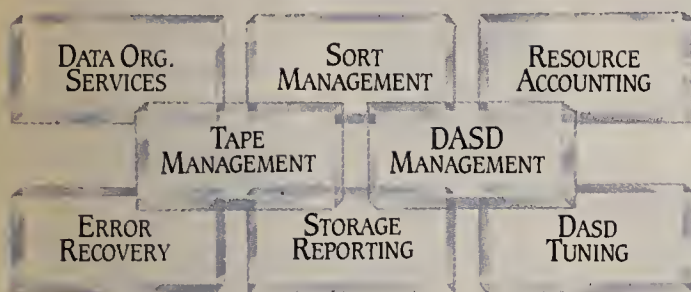 DATA ORG.
SERVICES
SORT
MANAGEMENT
RESOURCE
ACCOUNTING
TAPE
MANAGEMENT
DASD
MANAGEMENT
ERROR
RECOVERY
STORAGE
REPORTING
DASD
TUNING